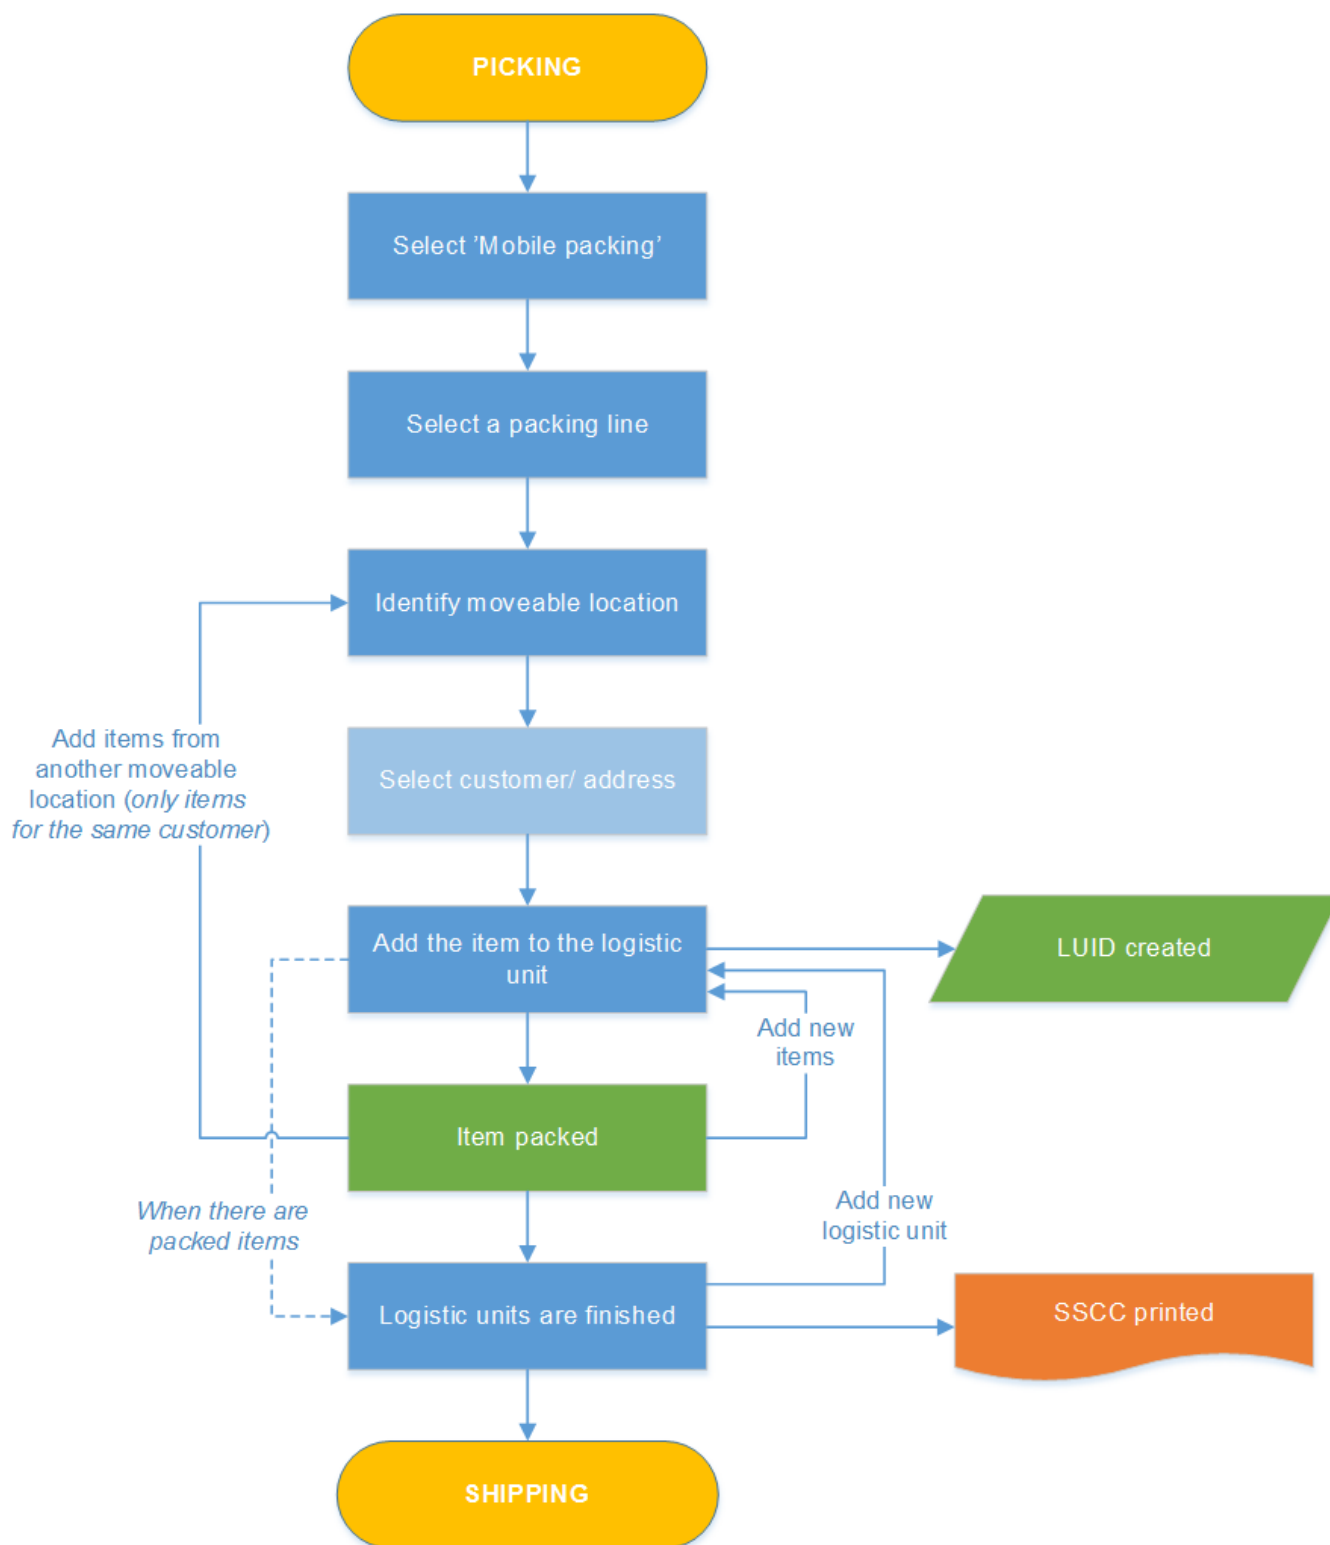 PICKING
Select ’Mobile packing’
Select a packing line
Identify moveable location
Add items from
another moveable
location (only items
for the same customer)
Select customer/ address
Add the item to the logistic
unit
LUID created
Add new
items
Item packed
When there are
packed items
Add new
logistic unit
Logistic units are finished
SSCC printed
SHIPPING